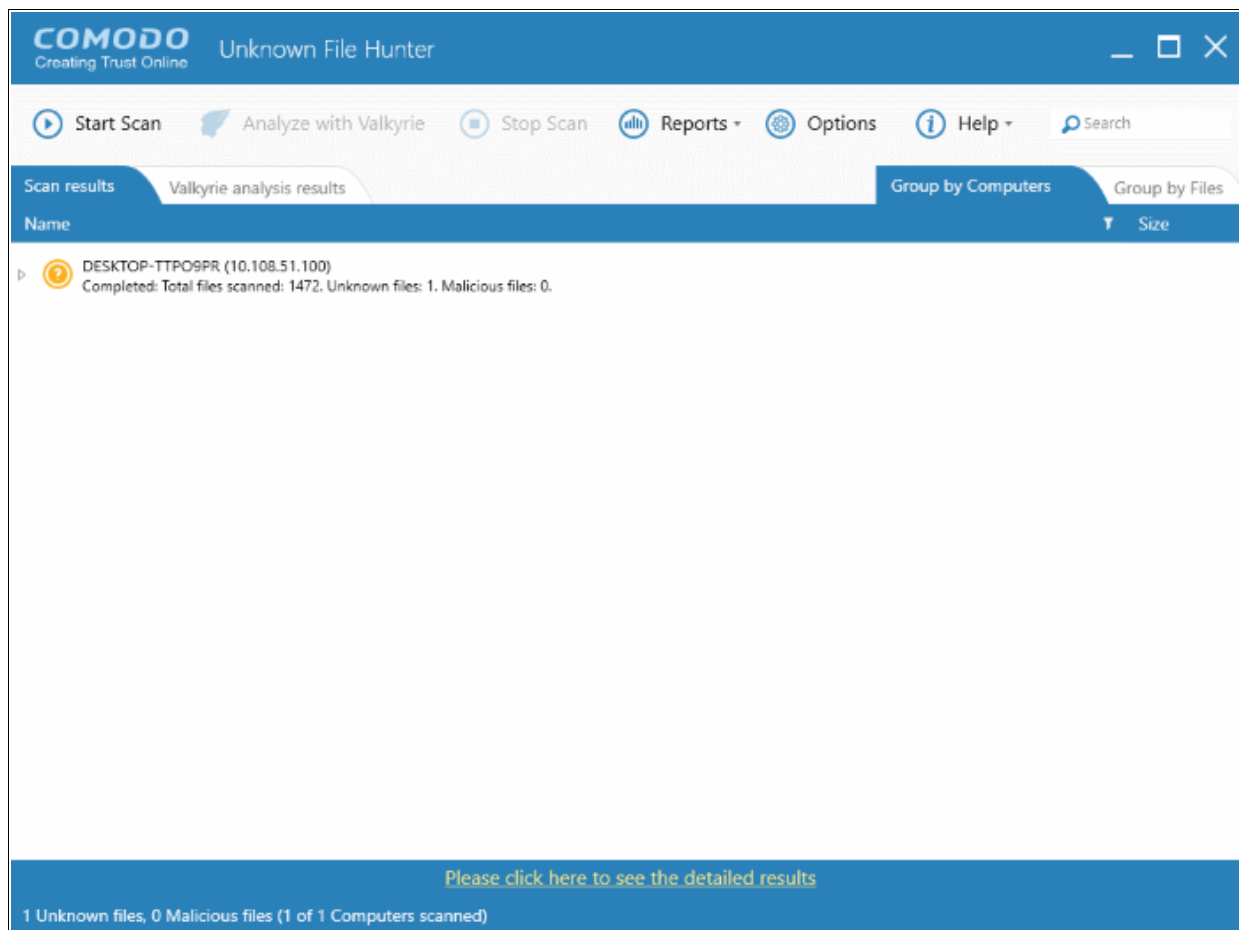 COMODO
Creating Trust Online
Unknown File Hunter
Start Scan
Analyze with Valkyrie
Stop Scan
Reports
Options
Help
Search
Scan results
Valkyrie analysis results
Group by Computers
Group by Files
Name
Size
DESKTOP-TTPO9PR (10.108.51.100)
Completed: Total files scanned: 1472. Unknown files: 1. Malicious files: 0.
Please click here to see the detailed results
1 Unknown files, 0 Malicious files (1 of 1 Computers scanned)